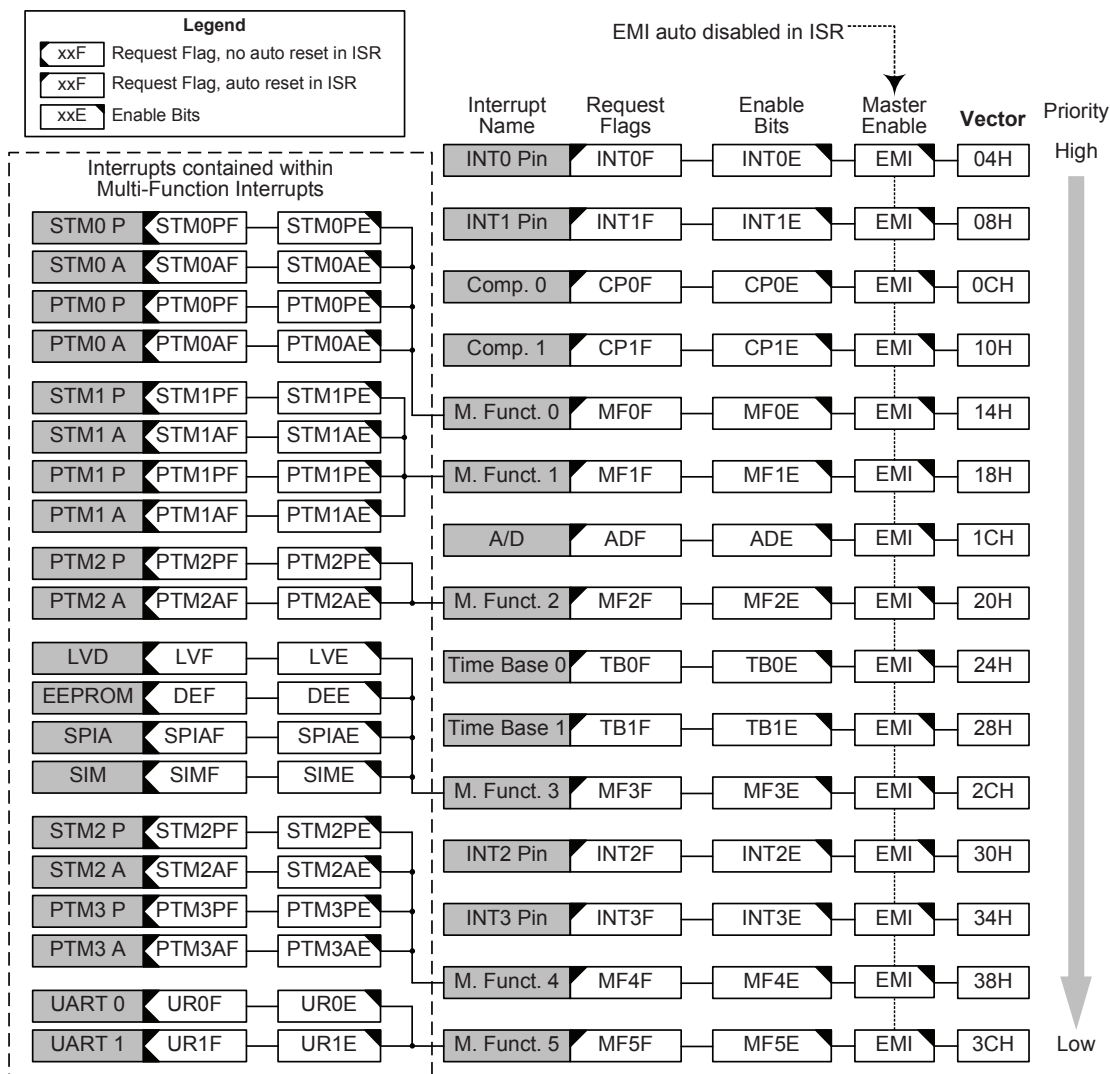 Legend
xxF Request Flag, no auto reset in ISR
xxF Request Flag, auto reset in ISR
xxE Enable Bits
EMI auto disabled in ISR
Interrupt Name Request Flags Enable Bits Master Enable Vector Priority
INT0 Pin INT0F INT0E EMI 04H High
INT1 Pin INT1F INT1E EMI 08H
Comp. 0 CP0F CP0E EMI 0CH
Comp. 1 CP1F CP1E EMI 10H
M. Funct. 0 MF0F MF0E EMI 14H
M. Funct. 1 MF1F MF1E EMI 18H
A/D ADF ADE EMI 1CH
M. Funct. 2 MF2F MF2E EMI 20H
Time Base 0 TB0F TB0E EMI 24H
Time Base 1 TB1F TB1E EMI 28H
M. Funct. 3 MF3F MF3E EMI 2CH
INT2 Pin INT2F INT2E EMI 30H
INT3 Pin INT3F INT3E EMI 34H
M. Funct. 4 MF4F MF4E EMI 38H
M. Funct. 5 MF5F MF5E EMI 3CH Low
Interrupts contained within
Multi-Function Interrupts
STM0 P STM0PF STM0PE
STM0 A STM0AF STM0AE
PTM0 P PTM0PF PTM0PE
PTM0 A PTM0AF PTM0AE
STM1 P STM1PF STM1PE
STM1 A STM1AF STM1AE
PTM1 P PTM1PF PTM1PE
PTM1 A PTM1AF PTM1AE
PTM2 P PTM2PF PTM2PE
PTM2 A PTM2AF PTM2AE
LVD LVF LVE
EEPROM DEF DEE
SPIA SPIAF SPIAE
SIM SIMF SIME
STM2 P STM2PF STM2PE
STM2 A STM2AF STM2AE
PTM3 P PTM3PF PTM3PE
PTM3 A PTM3AF PTM3AE
UART 0 UR0F UR0E
UART 1 UR1F UR1E